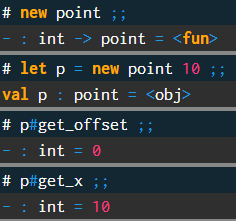 # new point ;;
- : int -> point = <fun>
# let p = new point 10 ;;
val p : point = <obj>
# p#get_offset ;;
- : int = 0
# p#get_x ;;
- : int = 10